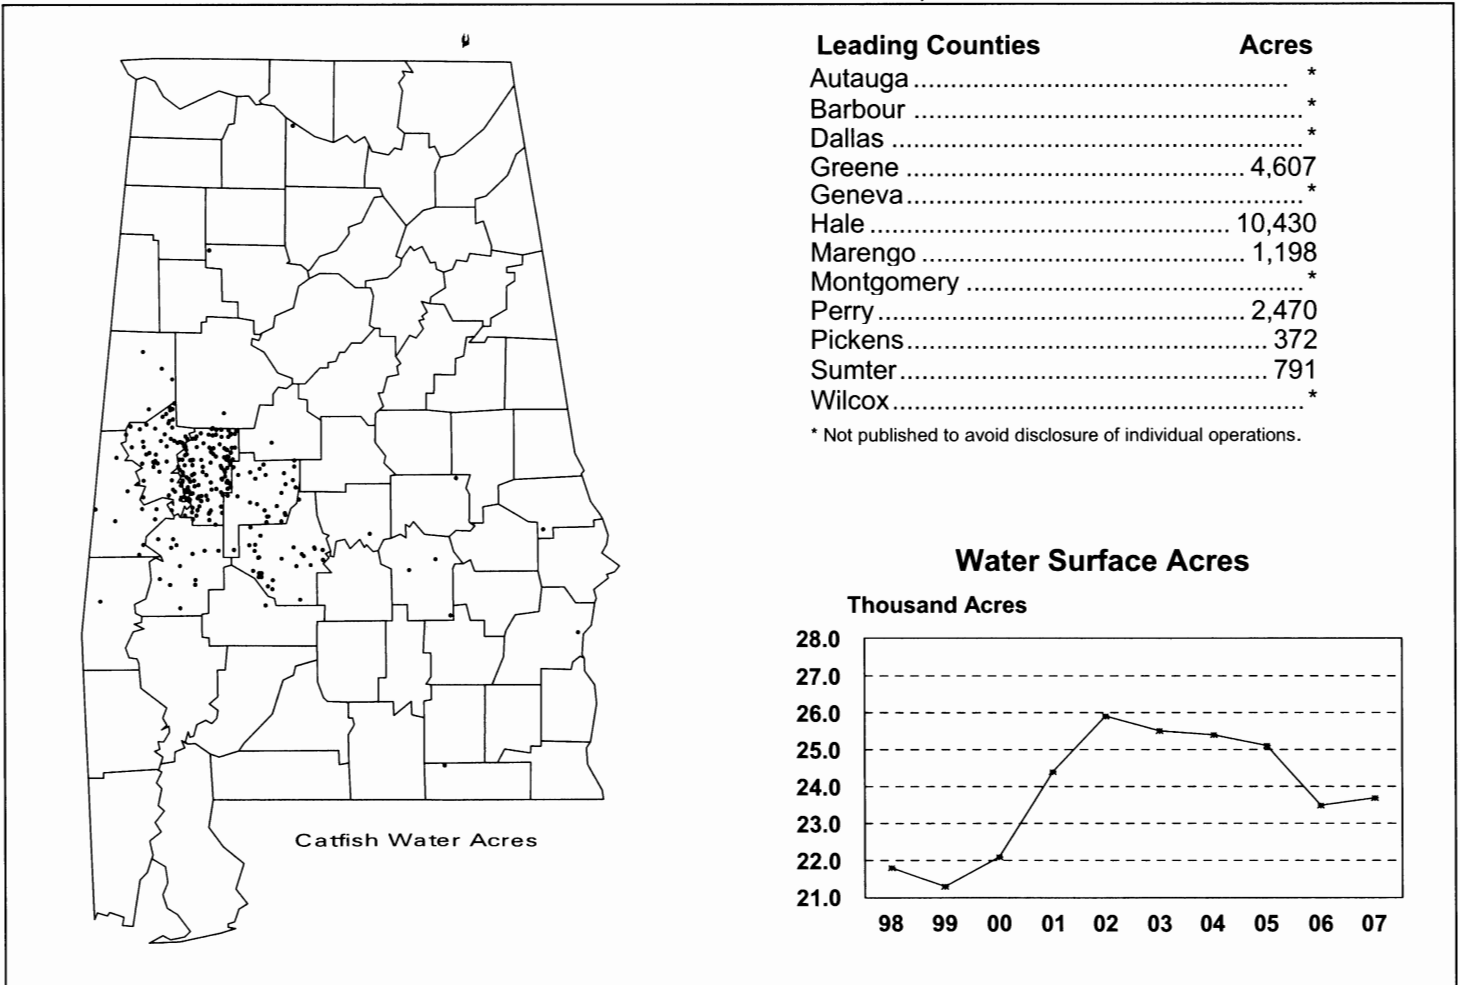 Leading Counties Acres
Autauga ................................................... *
Barbour .................................................... *
Dallas ....................................................... *
Greene .............................................. 4,607
Geneva ..................................................... *
Hale ................................................. 10,430
Marengo ........................................... 1,198
Montgomery ............................................. *
Perry .................................................. 2,470
Pickens ................................................. 372
Sumter .................................................. 791
Wilcox ....................................................... *
* Not published to avoid disclosure of individual operations.
Catfish Water Acres
Water Surface Acres
Thousand Acres
28.0
27.0
26.0
25.0
24.0
23.0
22.0
21.0
98 99 00 01 02 03 04 05 06 07